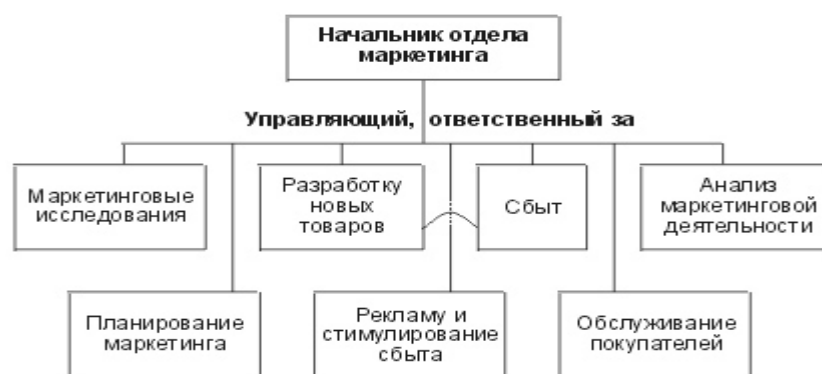 Начальник отдела
маркетинга
Управляющий, ответственный за
Маркетинговые
исследования
Разработку
новых
товаров
Сбыт
Анализ
маркетинговой
деятельности
Планирование
маркетинга
Рекламу и
стимулирование
сбыта
Обслуживание
покупателей